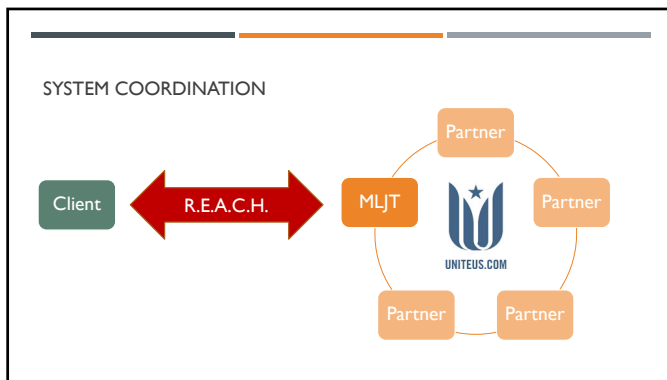 SYSTEM COORDINATION
Partner
Client
R.E.A.C.H.
MLJT
Partner
UNITEUS.COM
Partner
Partner